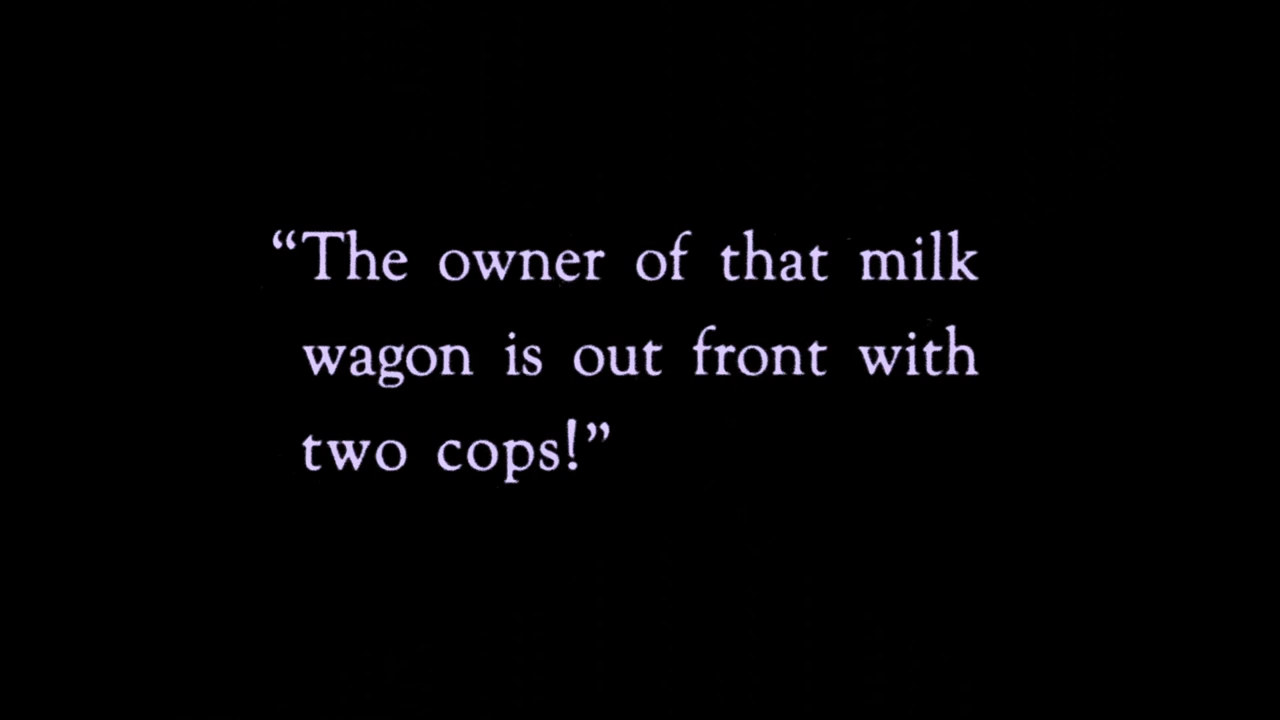 “The owner of that milk
wagon is out front with
two cops!”